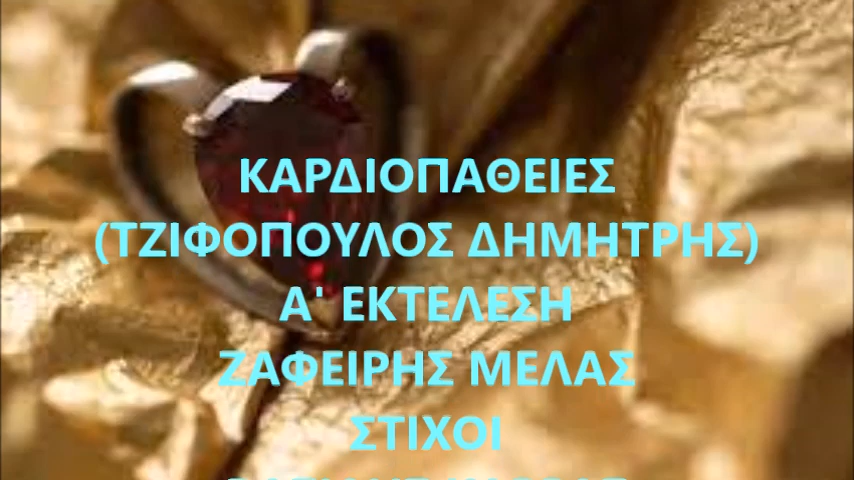 ΚΑΡΔΙΟΠΑΘΕΙΕΣ
(ΤΖΙΦΟΠΟΥΛΟΣ ΔΗΜΗΤΡΗΣ)
Α' ΕΚΤΕΛΕΣΗ
ΖΑΦΕΙΡΗΣ ΜΕΛΑΣ
ΣΤΙΧΟΙ